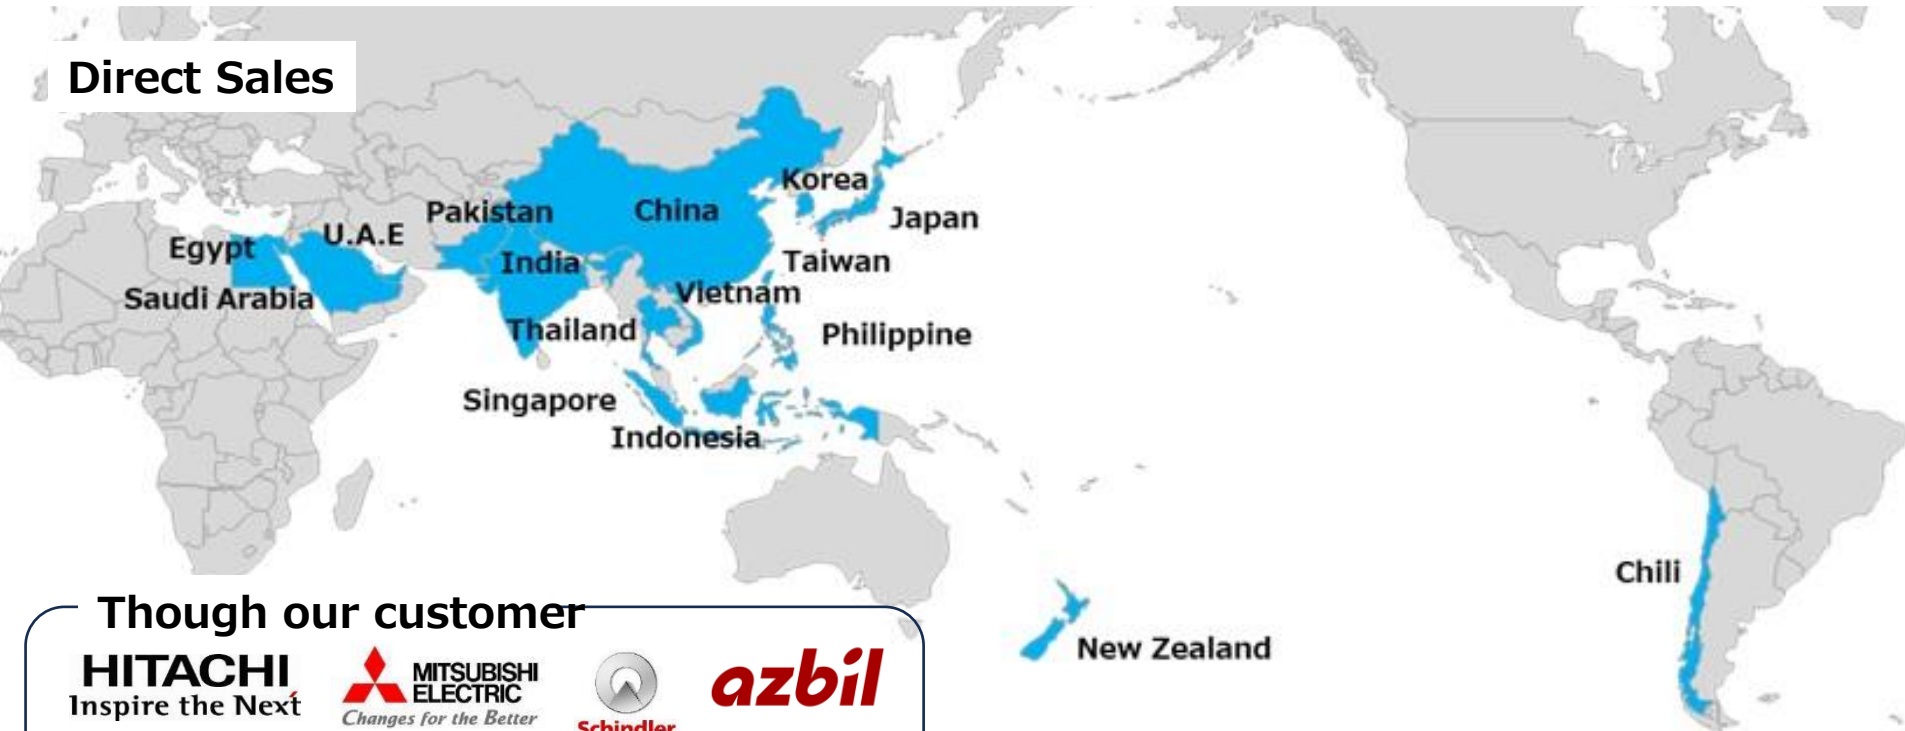 Direct Sales
Korea
Pakistan
China
Japan
U.A.E
Egypt
India
Taiwan
Saudi Arabia
Vietnam
Thailand
Philippine
Singapore
Indonesia
Chili
New Zealand
Though our customer
HITACHI
Inspire the Next
MITSUBISHI
ELECTRIC
Changes for the Better
Schindler
azbil